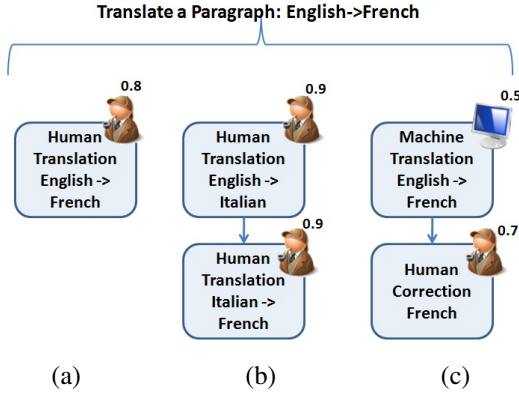 Translate a Paragraph: English->French
0.8
Human
Translation
English ->
French
0.9
Human
Translation
English ->
Italian
0.9
Human
Translation
Italian ->
French
0.5
Machine
Translation
English ->
French
0.7
Human
Correction
French
(a)
(b)
(c)